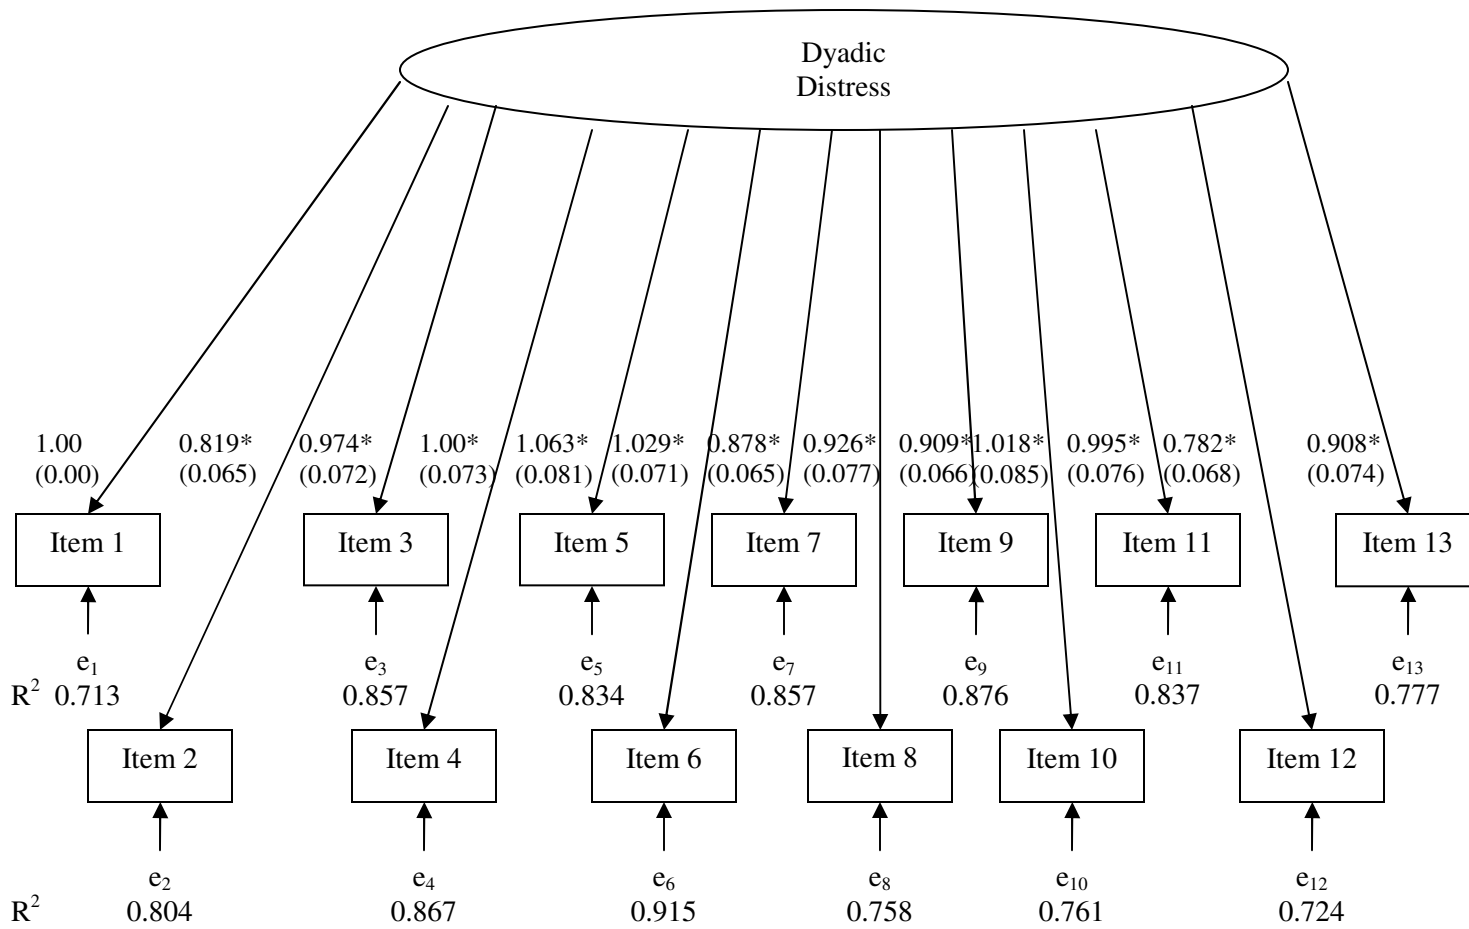 Dyadic
Distress
1.00 0.819* 0.974* 1.00* 1.063* 1.029* 0.878* 0.926* 0.909* 1.018* 0.995* 0.782* 0.908*
(0.00) (0.065) (0.072) (0.073) (0.081) (0.071) (0.065) (0.077) (0.066) (0.085) (0.076) (0.068) (0.074)
Item 1 Item 3 Item 5 Item 7 Item 9 Item 11 Item 13
e1 e3 e5 e7 e9 e11 e13
R2 0.713 0.857 0.834 0.857 0.876 0.837 0.777
Item 2 Item 4 Item 6 Item 8 Item 10 Item 12
e2 e4 e6 e8 e10 e12
R2 0.804 0.867 0.915 0.758 0.761 0.724